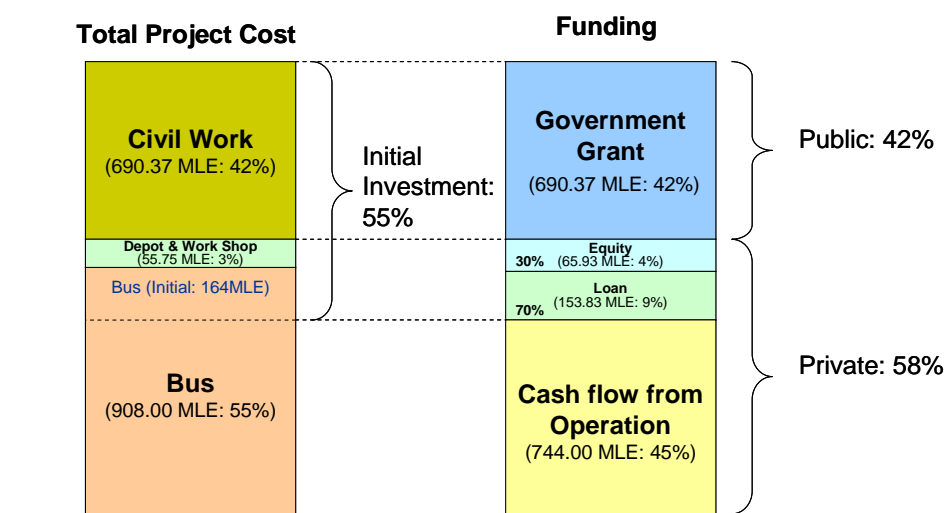 Total Project Cost
Funding
Civil Work
(690.37 MLE: 42%)
Depot & Work Shop
(55.75 MLE: 3%)
Bus (Initial: 164MLE)
Bus
(908.00 MLE: 55%)
Initial
Investment:
55%
Government
Grant
(690.37 MLE: 42%)
Equity
30% (65.93 MLE: 4%)
Loan
70% (153.83 MLE: 9%)
Cash flow from
Operation
(744.00 MLE: 45%)
Public: 42%
Private: 58%